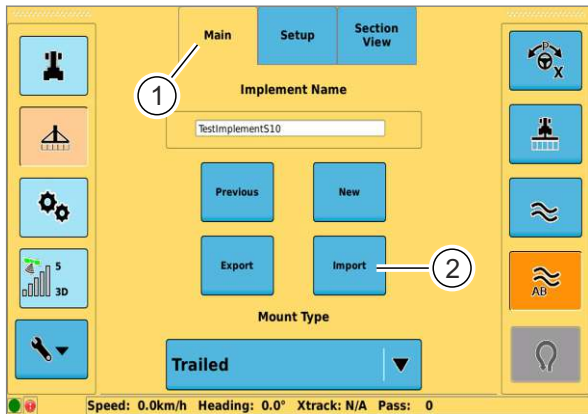 Main
Setup
Section
View
1
Implement Name
TestImplementS10
Previous
New
Export
Import
2
Mount Type
Trailed
5
3D
P
X
AB
Speed: 0.0km/h Heading: 0.0° Xtrack: N/A Pass: 0